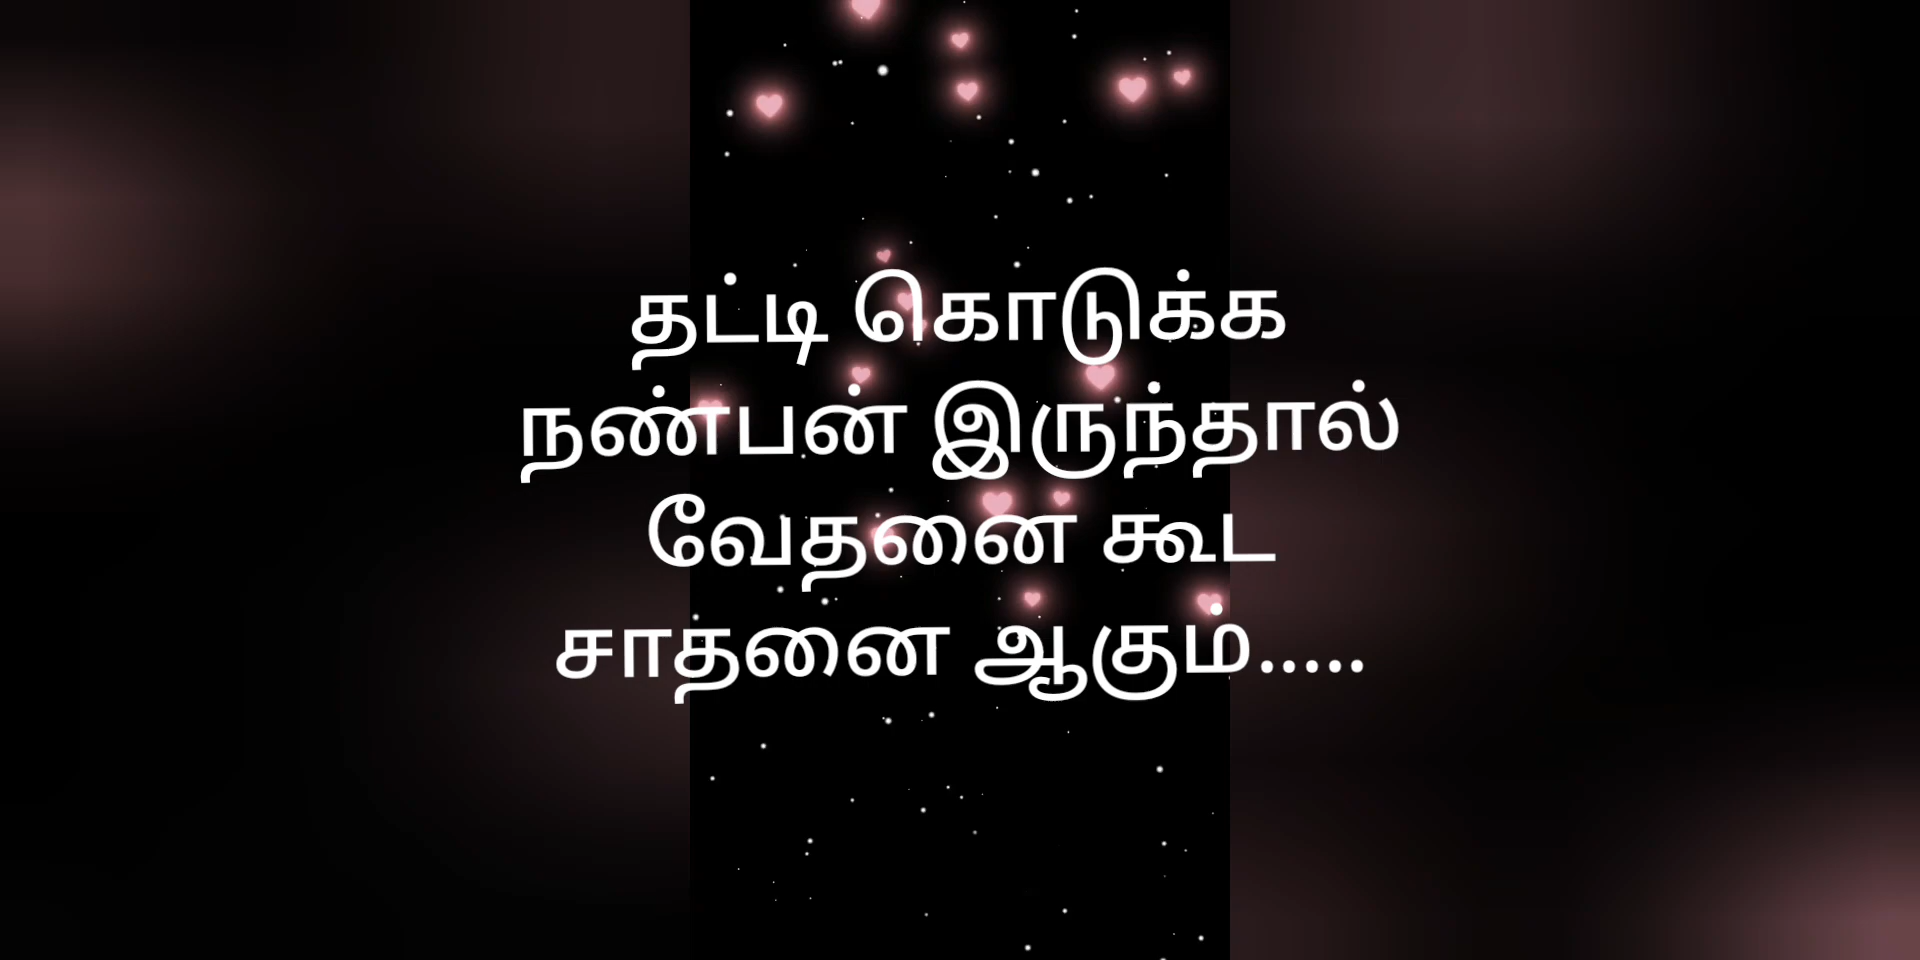 தட்டி கொடுக்க
நண்பன் இருந்தால்
வேதனை கூட
சாதனை ஆகும்.....